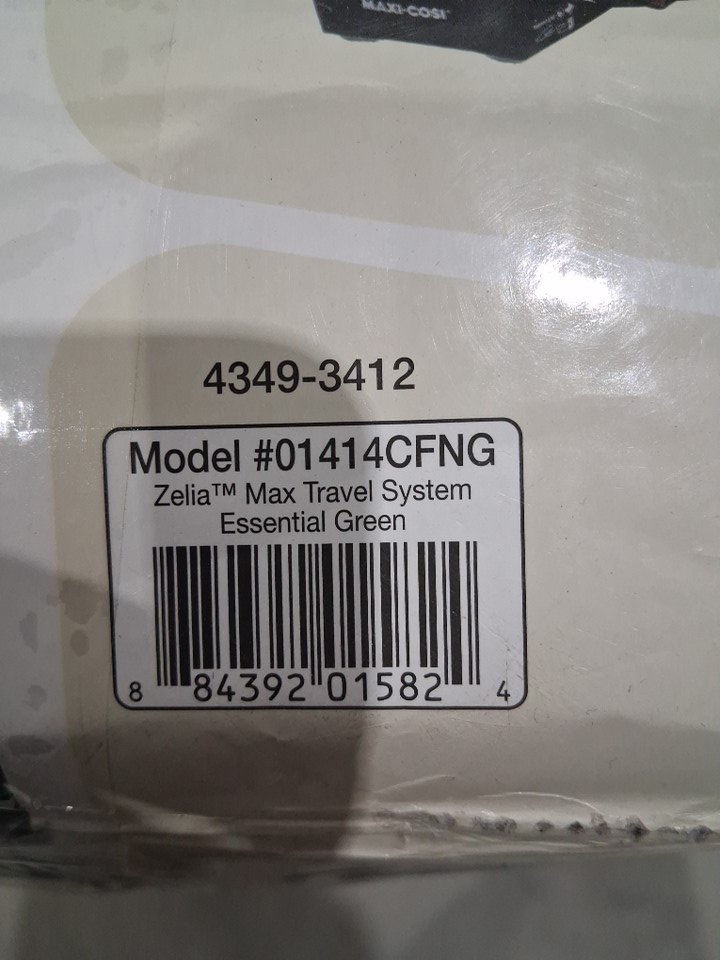 MAXI-COSI
4349-3412
Model #01414CFNG
Zelia™ Max Travel System
Essential Green
8 84392 01582 4